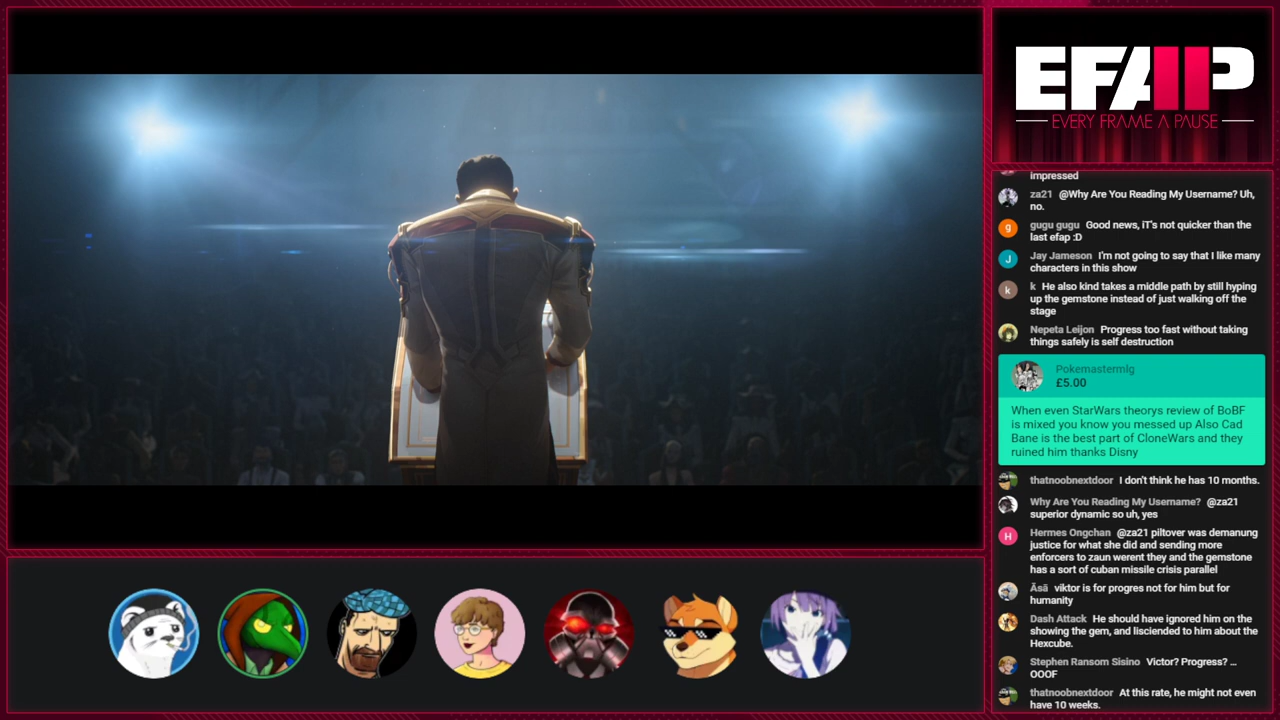 EFAP
EVERY FRAME A PAUSE
impressed
za21 @Why Are You Reading My Username? Uh,
no.
g
gugu gugu Good news, iT's not quicker than the
last efap :D
J
Jay Jameson I'm not going to say that I like many
characters in this show
k
k He also kind takes a middle path by still hyping
up the gemstone instead of just walking off the
stage
Nepeta Leijon Progress too fast without taking
things safely is self destruction
Pokemastermig
£5.00
When even StarWars theorys review of BoBF
is mixed you know you messed up Also Cad
Bane is the best part of CloneWars and they
ruined him thanks Disny
thatnoobnextdoor I don't think he has 10 months.
Why Are You Reading My Username? @za21
superior dynamic so uh, yes
H
Hermes Ongchan @za21 piltover was demanung
justice for what she did and sending more
enforcers to zaun werent they and the gemstone
has a sort of cuban missile crisis parallel
Äsä viktor is for progres not for him but for
humanity
Dash Attack He should have ignored him on the
showing the gem, and lisciended to him about the
Hexcube.
Stephen Ransom Sisino Victor? Progress? ...
OOOF
thatnoobnextdoor At this rate, he might not even
have 10 weeks.